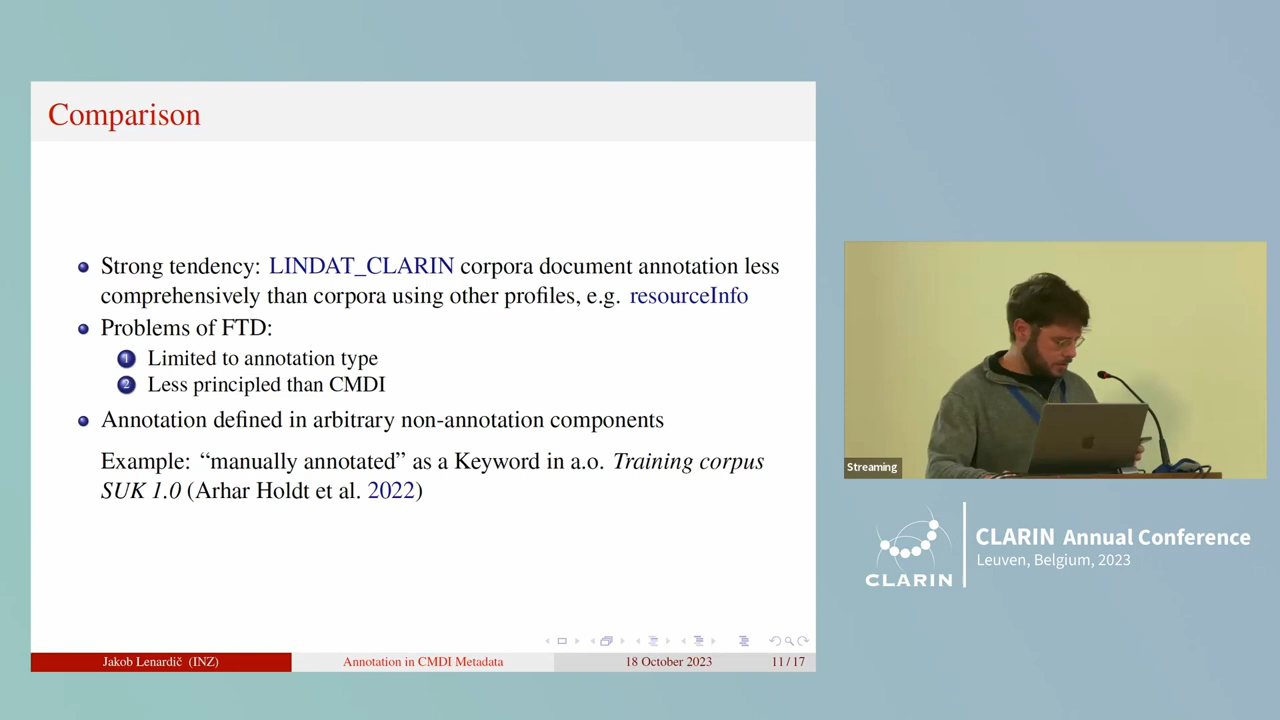 Comparison
Strong tendency: LINDAT_CLARIN corpora document annotation less
comprehensively than corpora using other profiles, e.g. resourceInfo
Problems of FTD:
1 Limited to annotation type
2 Less principled than CMDI
Annotation defined in arbitrary non-annotation components
Example: “manually annotated” as a Keyword in a.o. Training corpus
SUK 1.0 (Arhar Holdt et al. 2022)
Jakob Lenardič (INZ)
Annotation in CMDI Metadata
18 October 2023
11 / 17
Streaming
CLARIN
CLARIN Annual Conference
Leuven, Belgium, 2023